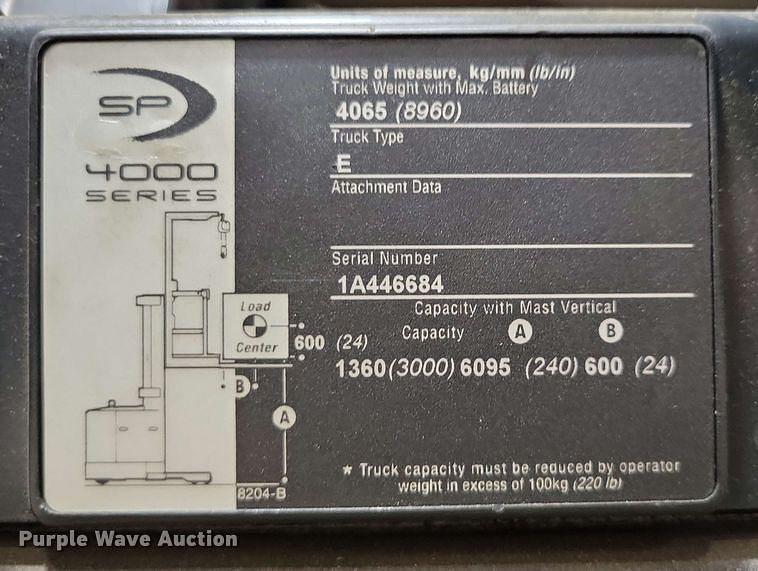 SP
4000
SERIES
Load
Center
600 (24)
B
A
8204-B
Units of measure, kg/mm (lb/in)
Truck Weight with Max. Battery
4065 (8960)
Truck Type
E
Attachment Data
Serial Number
1A446684
Capacity with Mast Vertical
Capacity A B
1360 (3000) 6095 (240) 600 (24)
* Truck capacity must be reduced by operator
weight in excess of 100kg (220 lb)
Purple Wave Auction